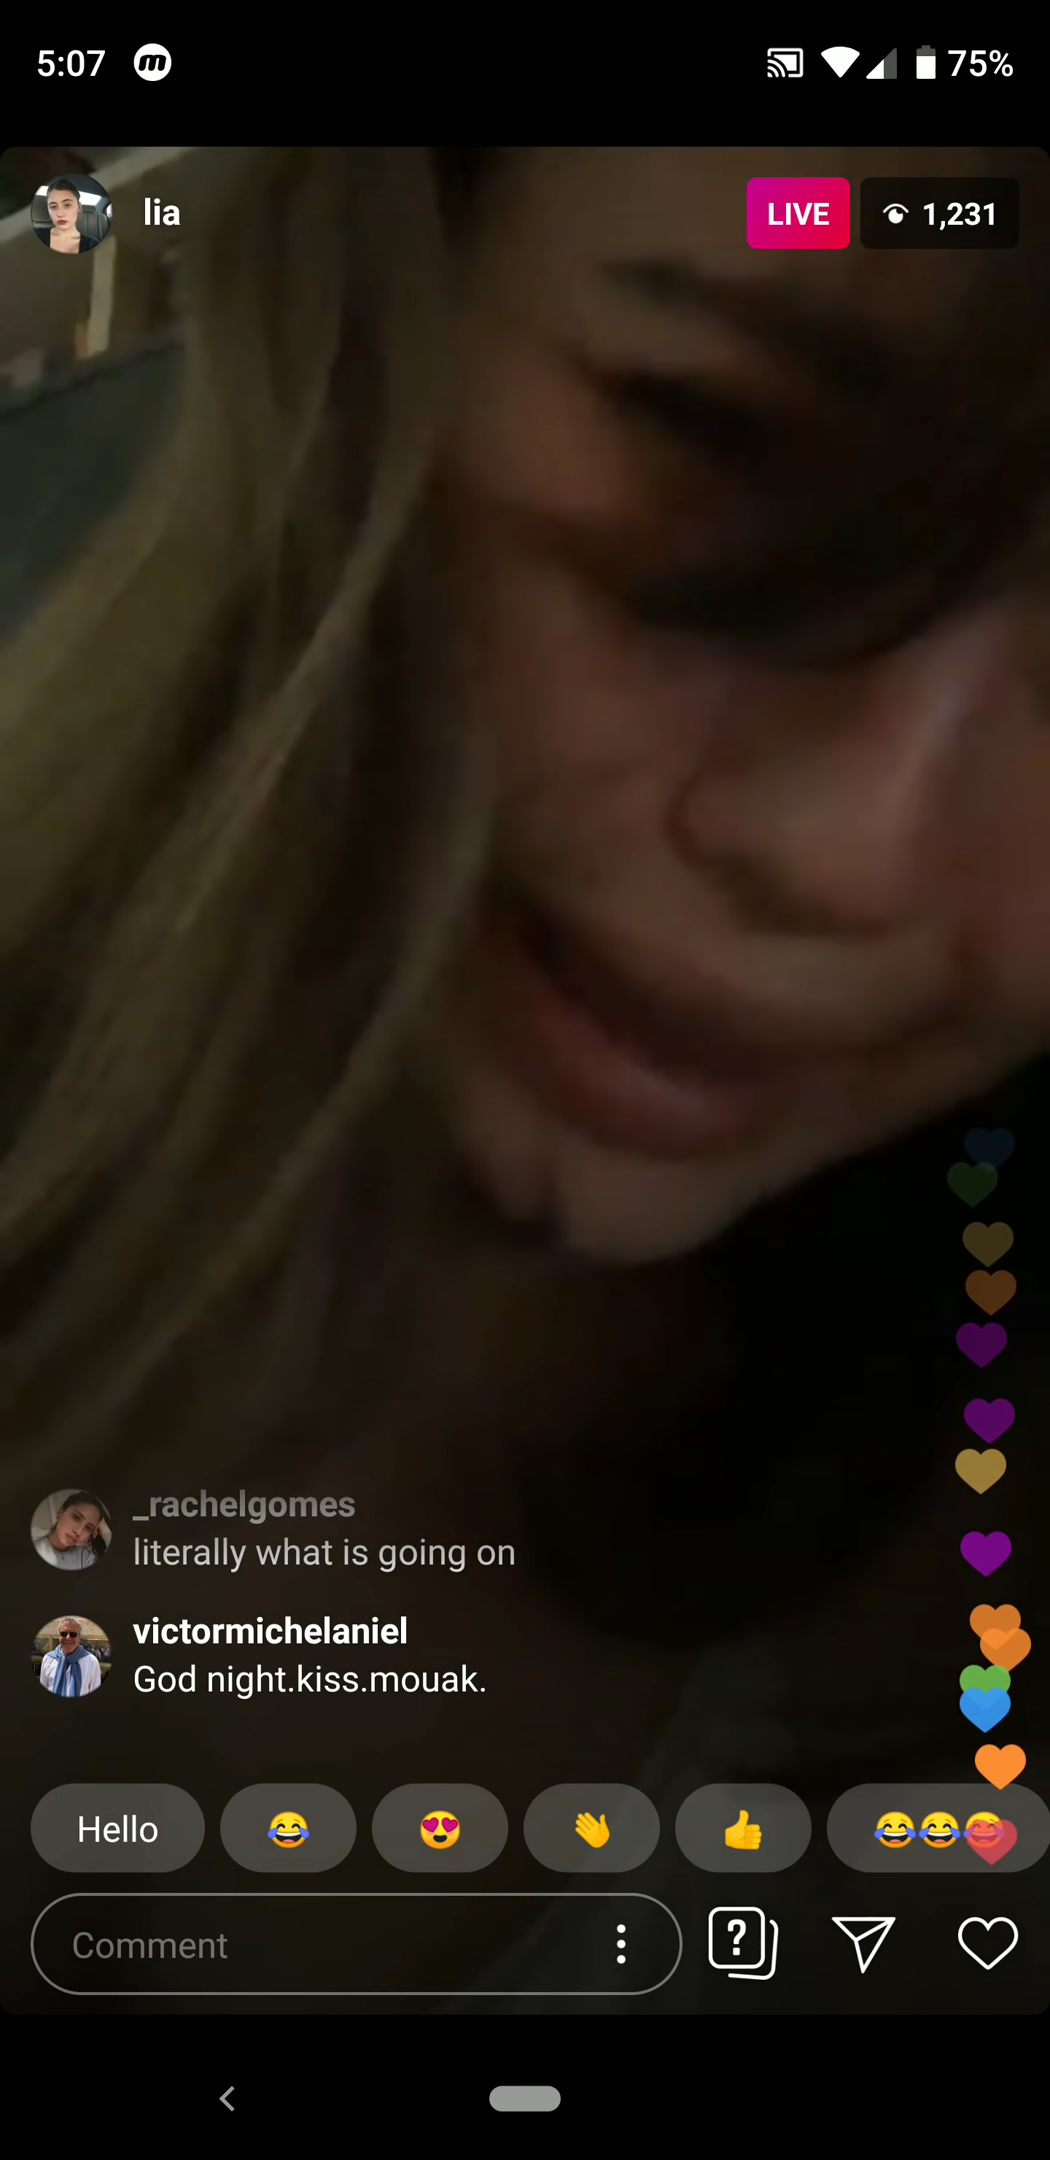 5:07
75%
lia
LIVE
1,231
_rachelgomes
literally what is going on
victormichelaniel
God night.kiss.mouak.
Hello
Comment